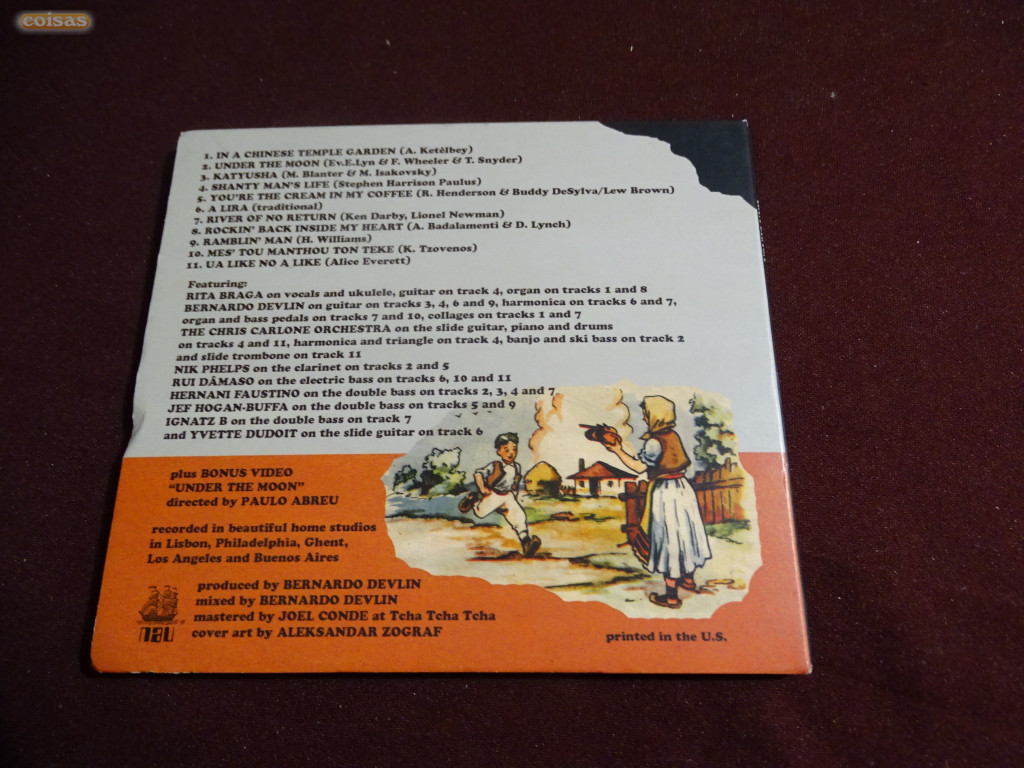 coisas
1. IN A CHINESE TEMPLE GARDEN (A. Ketèlbey)
2. UNDER THE MOON (Ev.E.Lyn & F. Wheeler & T. Snyder)
3. KATYUSHA (M. Blanter & M. Isakovsky)
4. SHANTY MAN'S LIFE (Stephen Harrison Paulus)
5. YOU'RE THE CREAM IN MY COFFEE (R. Henderson & Buddy DeSylva/Lew Brown)
6. A LIRA (traditional)
7. RIVER OF NO RETURN (Ken Darby, Lionel Newman)
8. ROCKIN' BACK INSIDE MY HEART (A. Badalamenti & D. Lynch)
9. RAMBLIN' MAN (H. Williams)
10. MES' TOU MANTHOU TON TEKE (K. Tzovenos)
11. UA LIKE NO A LIKE (Alice Everett)
Featuring:
RITA BRAGA on vocals and ukulele, guitar on track 4, organ on tracks 1 and 8
BERNARDO DEVLIN on guitar on tracks 3, 4, 6 and 9, harmonica on tracks 6 and 7,
organ and bass pedals on tracks 7 and 10, collages on tracks 1 and 7
THE CHRIS CARLONE ORCHESTRA on the slide guitar, piano and drums
on tracks 4 and 11, harmonica and triangle on track 4, banjo and ski bass on track 2
and slide trombone on track 11
NIK PHELPS on the clarinet on tracks 2 and 5
RUI DÁMASO on the electric bass on tracks 6, 10 and 11
HERNANI FAUSTINO on the double bass on tracks 2, 3, 4 and 7
JEF HOGAN-BUFFA on the double bass on tracks 5 and 9
IGNATZ B on the double bass on track 7
and YVETTE DUDOIT on the slide guitar on track 6
plus BONUS VIDEO
"UNDER THE MOON"
directed by PAULO ABREU
recorded in beautiful home studios
in Lisbon, Philadelphia, Ghent,
Los Angeles and Buenos Aires
produced by BERNARDO DEVLIN
mixed by BERNARDO DEVLIN
mastered by JOEL CONDE at Tcha Tcha Tcha
cover art by ALEKSANDAR ZOGRAF
NAU
printed in the U.S.